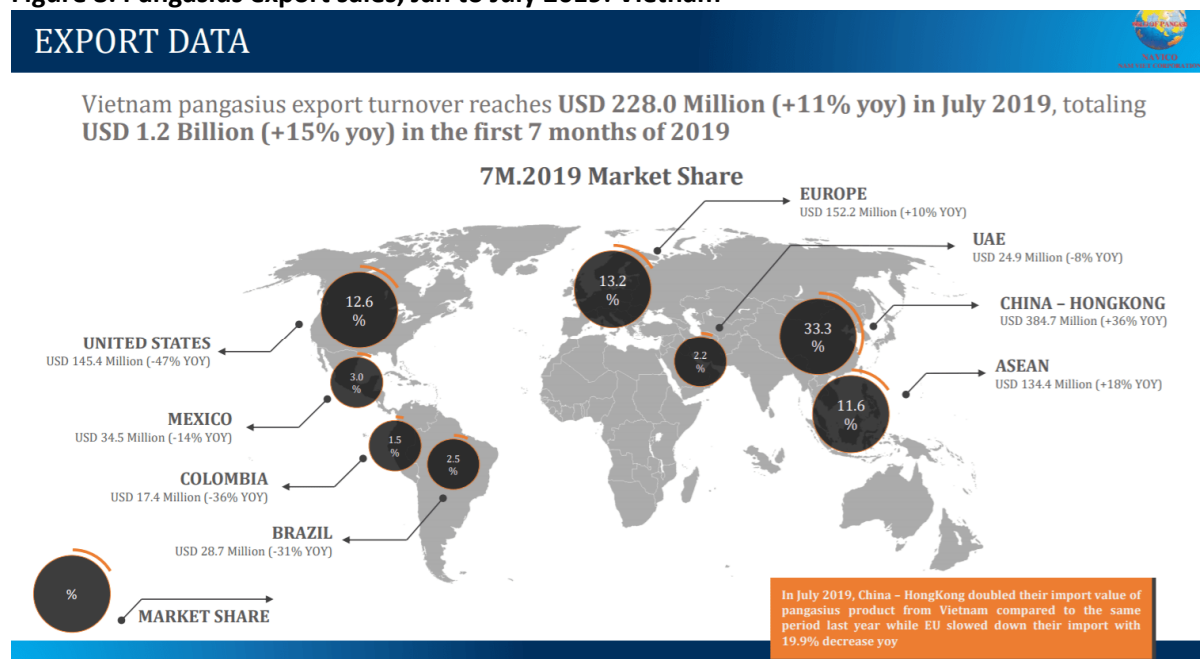 EXPORT DATA
Vietnam pangasius export turnover reaches USD 228.0 Million (+11% yoy) in July 2019, totaling
USD 1.2 Billion (+15% yoy) in the first 7 months of 2019
7M.2019 Market Share
EUROPE
USD 152.2 Million (+10% YOY)
UAE
USD 24.9 Million (-8% YOY)
13.2
%
12.6
%
CHINA – HONGKONG
USD 384.7 Million (+36% YOY)
33.3
%
UNITED STATES
USD 145.4 Million (-47% YOY)
2.2
%
ASEAN
USD 134.4 Million (+18% YOY)
3.0
%
11.6
%
MEXICO
USD 34.5 Million (-14% YOY)
1.5
%
2.5
%
COLOMBIA
USD 17.4 Million (-36% YOY)
BRAZIL
USD 28.7 Million (-31% YOY)
%
MARKET SHARE
In July 2019, China – HongKong doubled their import value of
pangasius product from Vietnam compared to the same
period last year while EU slowed down their import with
19.9% decrease yoy